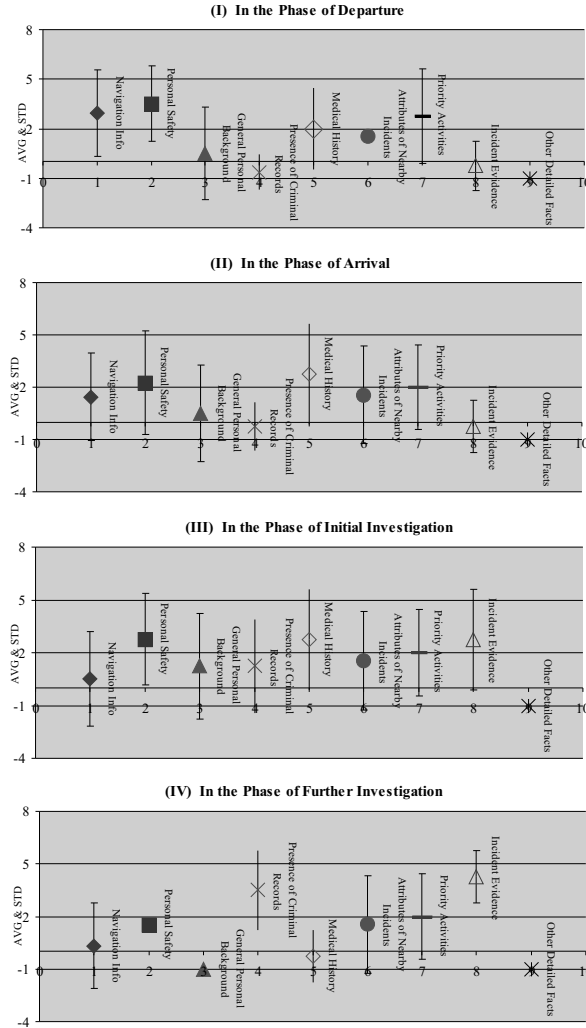 (I) In the Phase of Departure
8
5
2
-1
-4
AVG & STD
0 1 2 3 4 5 6 7 8 9 10
Navigation Info
Personal Safety
General Personal
Background
Presence of Criminal
Records
Medical History
Attributes of Nearby
Incidents
Priority Activities
Incident Evidence
Other Detailed Facts
(II) In the Phase of Arrival
8
5
2
-1
-4
AVG & STD
0 1 2 3 4 5 6 7 8 9 10
Navigation Info
Personal Safety
General Personal
Background
Presence of Criminal
Records
Medical History
Attributes of Nearby
Incidents
Priority Activities
Incident Evidence
Other Detailed Facts
(III) In the Phase of Initial Investigation
8
5
2
-1
-4
AVG & STD
0 1 2 3 4 5 6 7 8 9 10
Navigation Info
Personal Safety
General Personal
Background
Presence of Criminal
Records
Medical History
Attributes of Nearby
Incidents
Priority Activities
Incident Evidence
Other Detailed Facts
(IV) In the Phase of Further Investigation
8
5
2
-1
-4
AVG & STD
0 1 2 3 4 5 6 7 8 9 10
Navigation Info
Personal Safety
General Personal
Background
Presence of Criminal
Records
Medical History
Attributes of Nearby
Incidents
Priority Activities
Incident Evidence
Other Detailed Facts